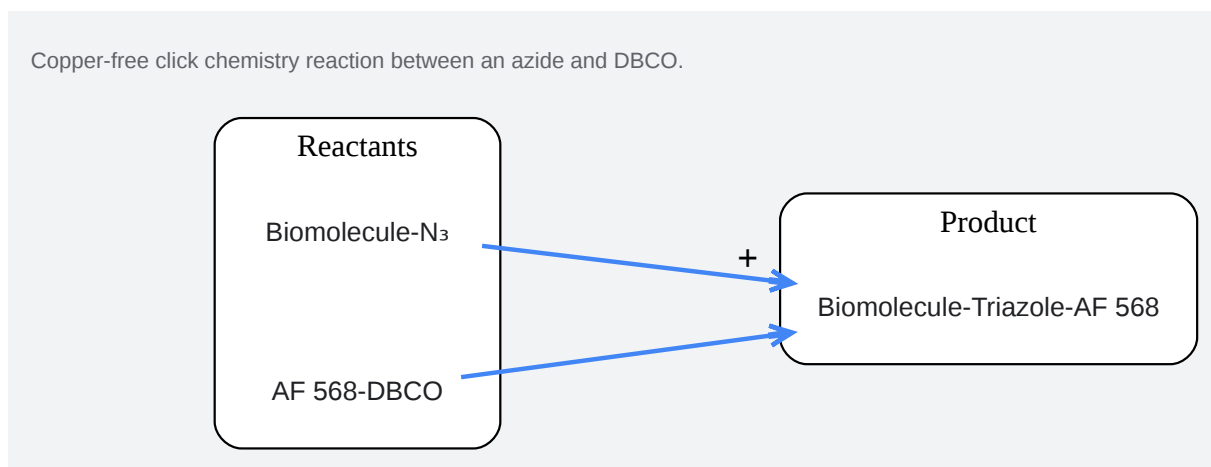 Copper-free click chemistry reaction between an azide and DBCO.
Reactants
Biomolecule-N₃
AF 568-DBCO
+
Product
Biomolecule-Triazole-AF 568